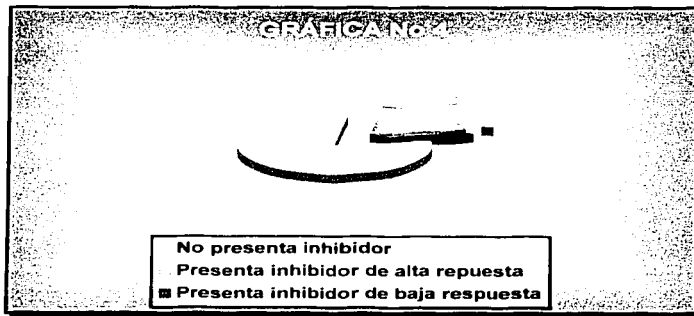 GRAFICA No 4
No presenta inhibidor
Presenta inhibidor de alta repuesta
Presenta inhibidor de baja respuesta